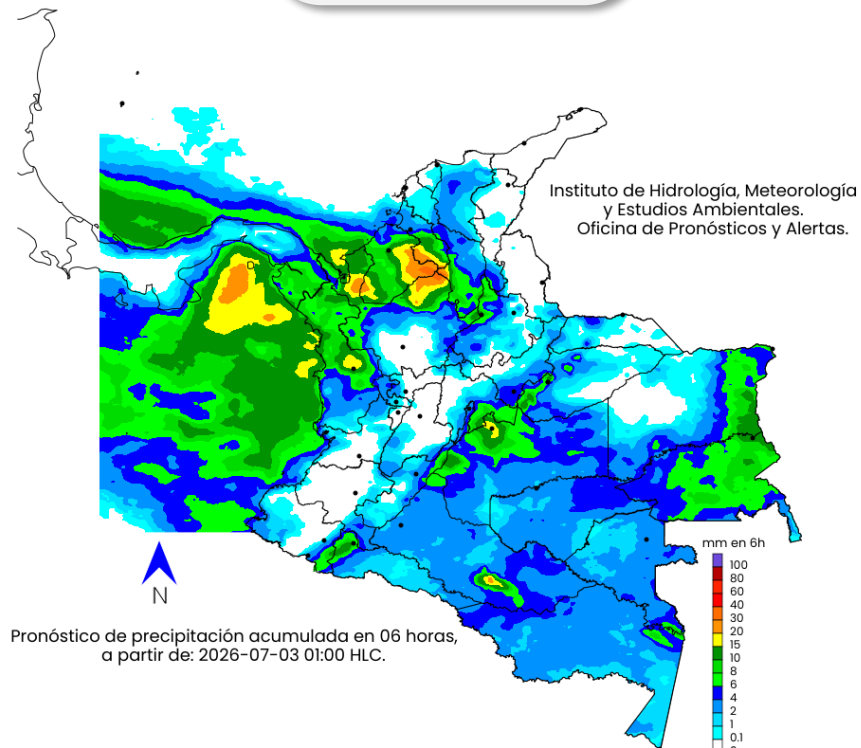 Instituto de Hidrología, Meteorología
y Estudios Ambientales.
Oficina de Pronósticos y Alertas.
mm en 6h
100
80
60
40
30
20
15
10
8
6
4
2
1
0.1
N
Pronóstico de precipitación acumulada en 06 horas,
a partir de: 2026-07-03 01:00 HLC.